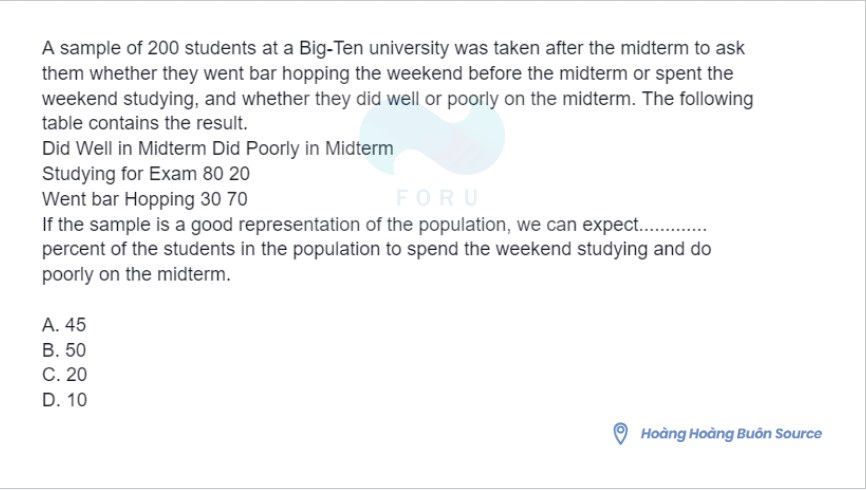 A sample of 200 students at a Big-Ten university was taken after the midterm to ask
them whether they went bar hopping the weekend before the midterm or spent the
weekend studying, and whether they did well or poorly on the midterm. The following
table contains the result.
Did Well in Midterm Did Poorly in Midterm
Studying for Exam 80 20
Went bar Hopping 30 70
FORU
If the sample is a good representation of the population, we can expect.............
percent of the students in the population to spend the weekend studying and do
poorly on the midterm.
A. 45
B. 50
C. 20
D. 10
Hoàng Hoàng Buôn Source